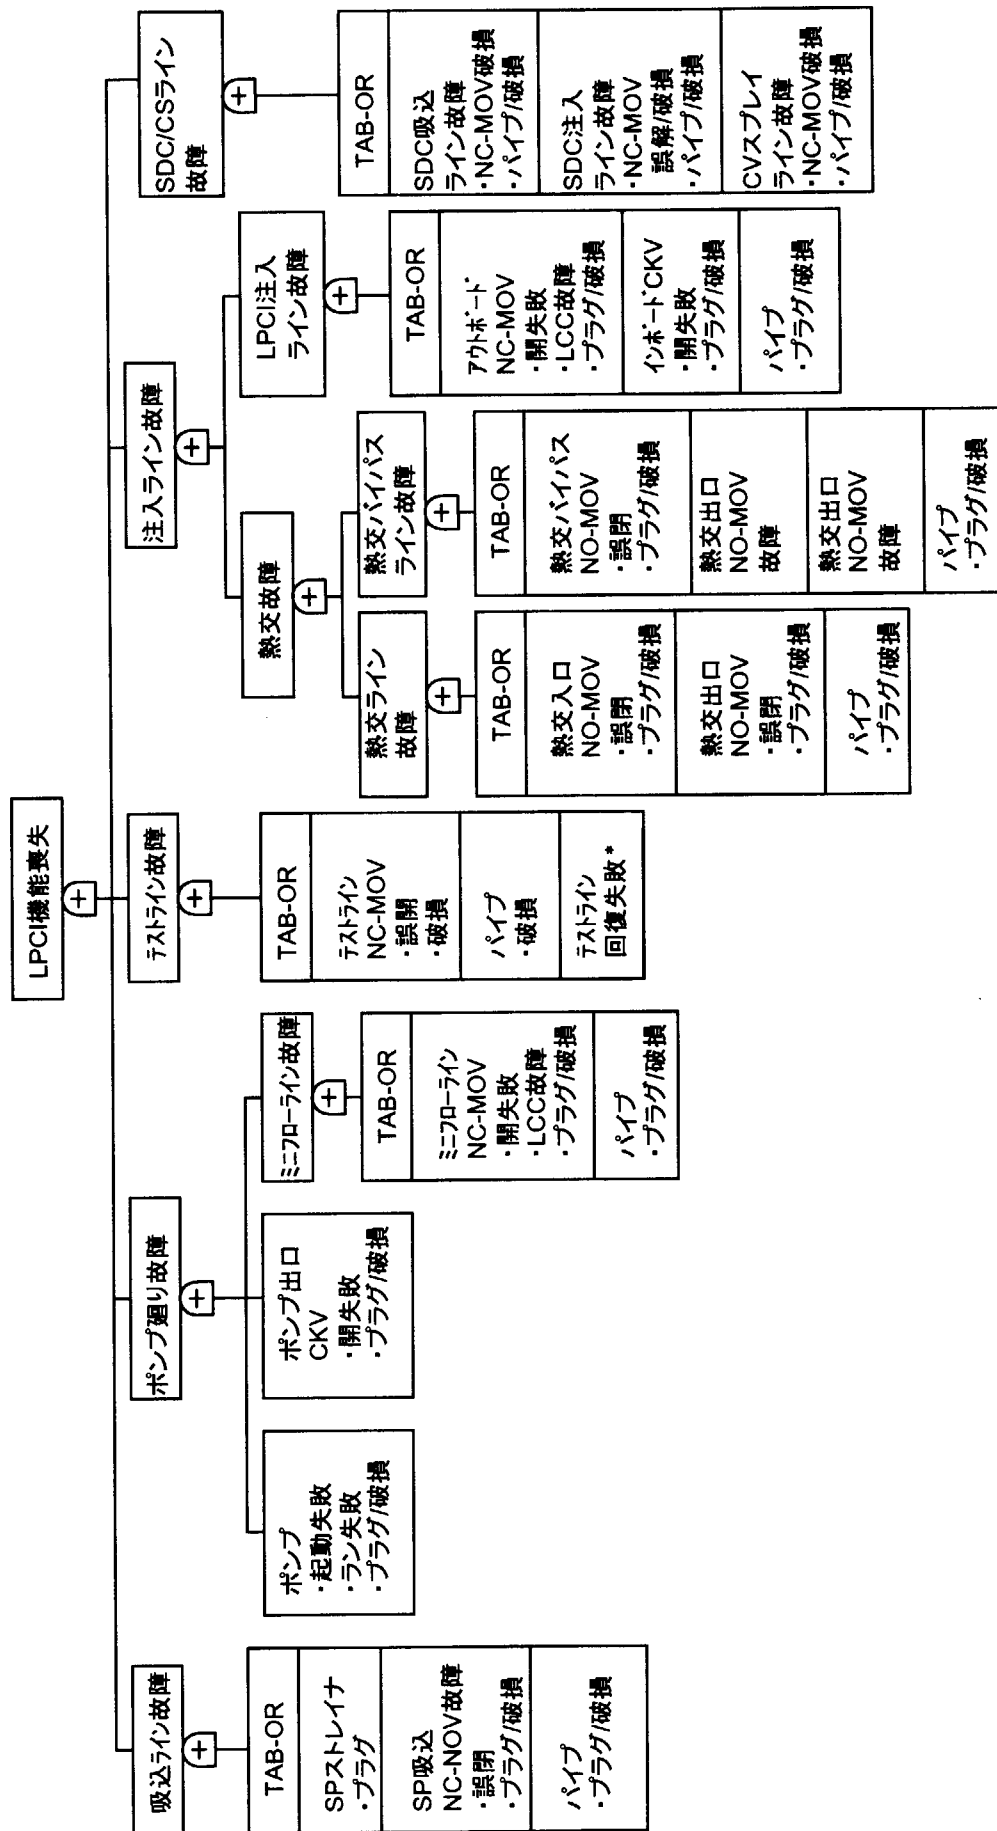 LPCI機能喪失
吸込ライン故障
TAB-OR
SPストレイナ
・プラグ
SP吸込
NC-NOV故障
・誤閉
・プラグ/破損
パイプ
・プラグ/破損
ポンプ廻り故障
ポンプ
・起動失敗
・ラン失敗
・プラグ/破損
ポンプ出口
CKV
・開失敗
・プラグ/破損
ミニフローライン故障
TAB-OR
ミニフローライン
NC-MOV
・開失敗
・LCC故障
・プラグ/破損
パイプ
・プラグ/破損
テストライン故障
TAB-OR
テストライン
NC-MOV
・誤開
・破損
パイプ
・破損
テストライン
回復失敗*
注入ライン故障
熱交故障
熱交ライン
故障
TAB-OR
熱交入口
NO-MOV
・誤閉
・プラグ/破損
熱交出口
NO-MOV
・誤閉
・プラグ/破損
パイプ
・プラグ/破損
熱交バイパス
ライン故障
TAB-OR
熱交バイパス
NO-MOV
・誤閉
・プラグ/破損
熱交出口
NO-MOV
故障
熱交出口
NO-MOV
故障
パイプ
・プラグ/破損
LPCI注入
ライン故障
TAB-OR
アウトボード
NC-MOV
・開失敗
・LCC故障
・プラグ/破損
インボードCKV
・開失敗
・プラグ/破損
パイプ
・プラグ/破損
SDC/CSライン
故障
TAB-OR
SDC吸込
ライン故障
・NC-MOV破損
・パイプ/破損
SDC注入
ライン故障
・NC-MOV
誤解/破損
・パイプ/破損
CVスプレイ
ライン故障
・NC-MOV破損
・パイプ/破損